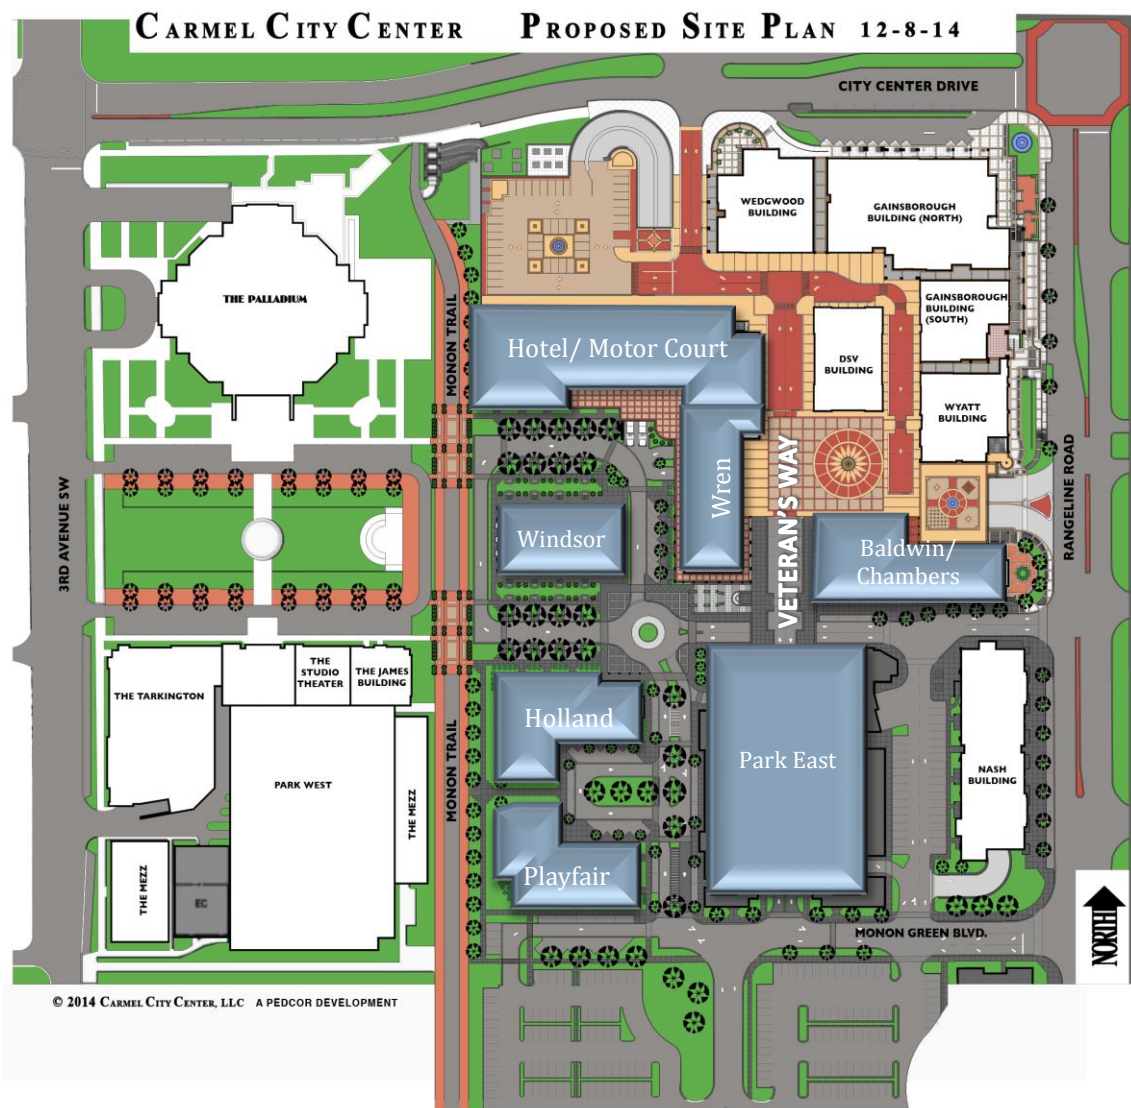 CARMEL CITY CENTER PROPOSED SITE PLAN 12-8-14
CITY CENTER DRIVE
WEDGWOOD
BUILDING
GAINSBOROUGH
BUILDING (NORTH)
THE PALLADIUM
GAINSBOROUGH
BUILDING
(SOUTH)
MONON TRAIL
Hotel/ Motor Court
DSV
BUILDING
WYATT
BUILDING
3RD AVENUE SW
RANGELINE ROAD
Wren
VETERAN'S WAY
Windsor
Baldwin/
Chambers
THE TARKINGTON
THE
STUDIO
THEATER
THE JAMES
BUILDING
Holland
Park East
NASH
BUILDING
PARK WEST
MONON TRAIL
THE MEZZ
THE MEZZ
EC
Playfair
MONON GREEN BLVD.
NORTH
© 2014 CARMEL CITY CENTER, LLC A PEDCOR DEVELOPMENT